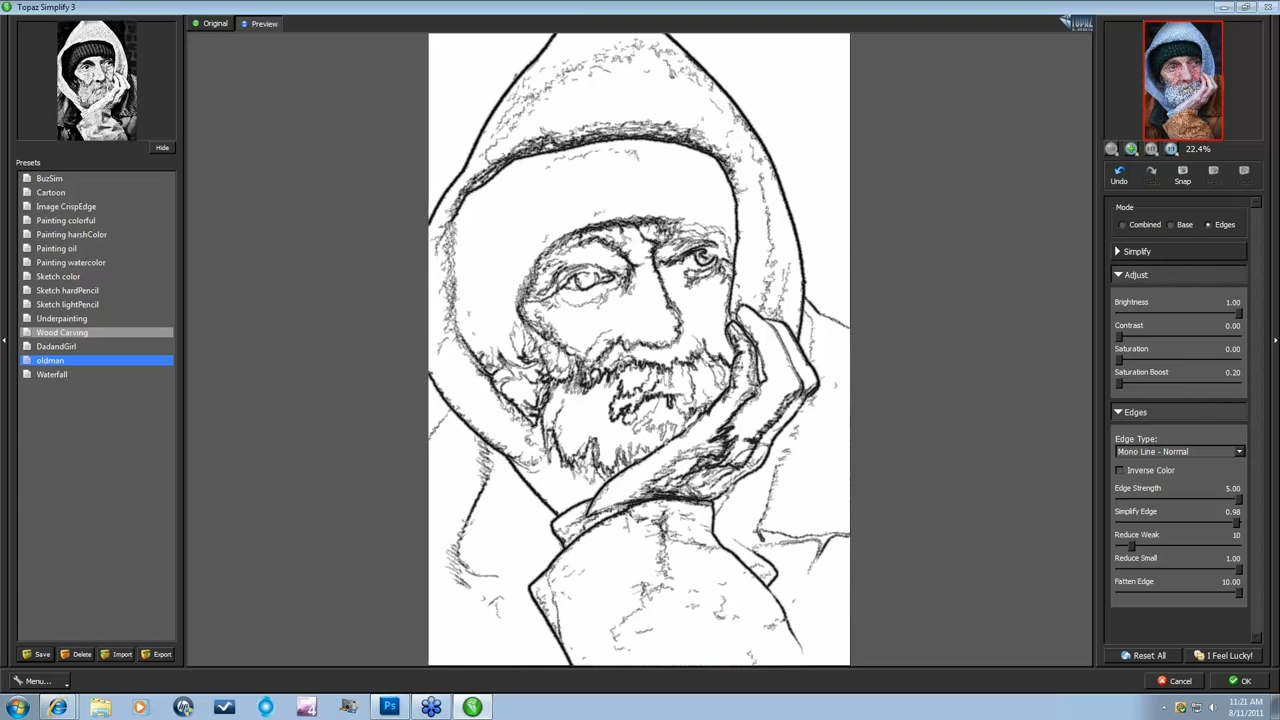 Topaz Simplify 3
Original
Preview
TOPAZ
Hide
Presets
BuzSim
Cartoon
Image CrispEdge
Painting colorful
Painting harshColor
Painting oil
Painting watercolor
Sketch color
Sketch hardPencil
Sketch lightPencil
Underpainting
Wood Carving
DadandGirl
oldman
Waterfall
Save
Delete
Import
Export
Menu...
22.4%
Undo
Snap
Mode
Combined
Base
Edges
Simplify
Adjust
Brightness 1.00
Contrast 0.00
Saturation 0.00
Saturation Boost 0.20
Edges
Edge Type:
Mono Line - Normal
Inverse Color
Edge Strength 5.00
Simplify Edge 0.98
Reduce Weak 10
Reduce Small 1.00
Fatten Edge 10.00
Reset All
I Feel Lucky!
Cancel
OK
Ps
11:21 AM
8/11/2011